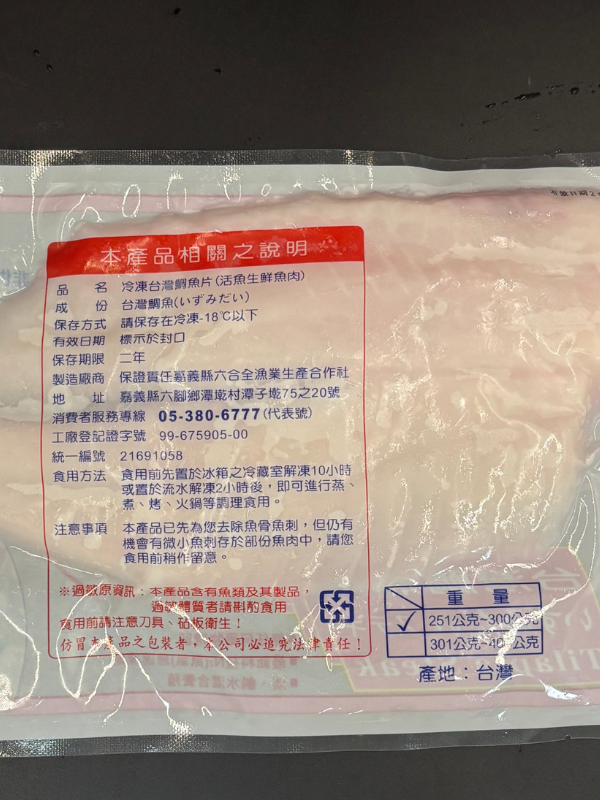 本產品相關之說明
品名 冷凍台灣鯛魚片(活魚生鮮魚肉)
成份 台灣鯛魚(いずみだい)
保存方式 請保存在冷凍-18℃以下
有效日期 標示於封口
保存期限 二年
製造廠商 保證責任嘉義縣六合全漁業生產合作社
地址 嘉義縣六腳鄉潭墘村潭子墘75之20號
消費者服務專線 05-380-6777(代表號)
工廠登記證字號 99-675905-00
統一編號 21691058
食用方法 食用前先置於冰箱之冷藏室解凍10小時
或置於流水解凍2小時後，即可進行蒸、
煮、烤、火鍋等調理食用。
注意事項 本產品已先為您去除魚骨魚刺，但仍有
機會有微小魚刺存於部份魚肉中，請您
食用前稍作留意。
※過敏原資訊：本產品含有魚類及其製品，
過敏體質者請斟酌食用
食用前請注意刀具、砧板衛生！
仿冒本產品之包裝者，本公司必追究法律責任！
重量
251公克~300公克
301公克~40 公克
產地：台灣